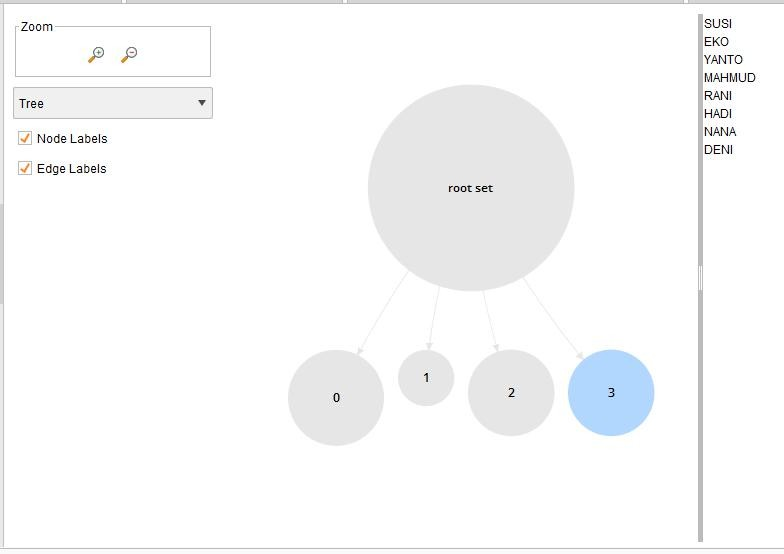 Zoom
Tree
Node Labels
Edge Labels
root set
0
1
2
3
SUSI
EKO
YANTO
MAHMUD
RANI
HADI
NANA
DENI